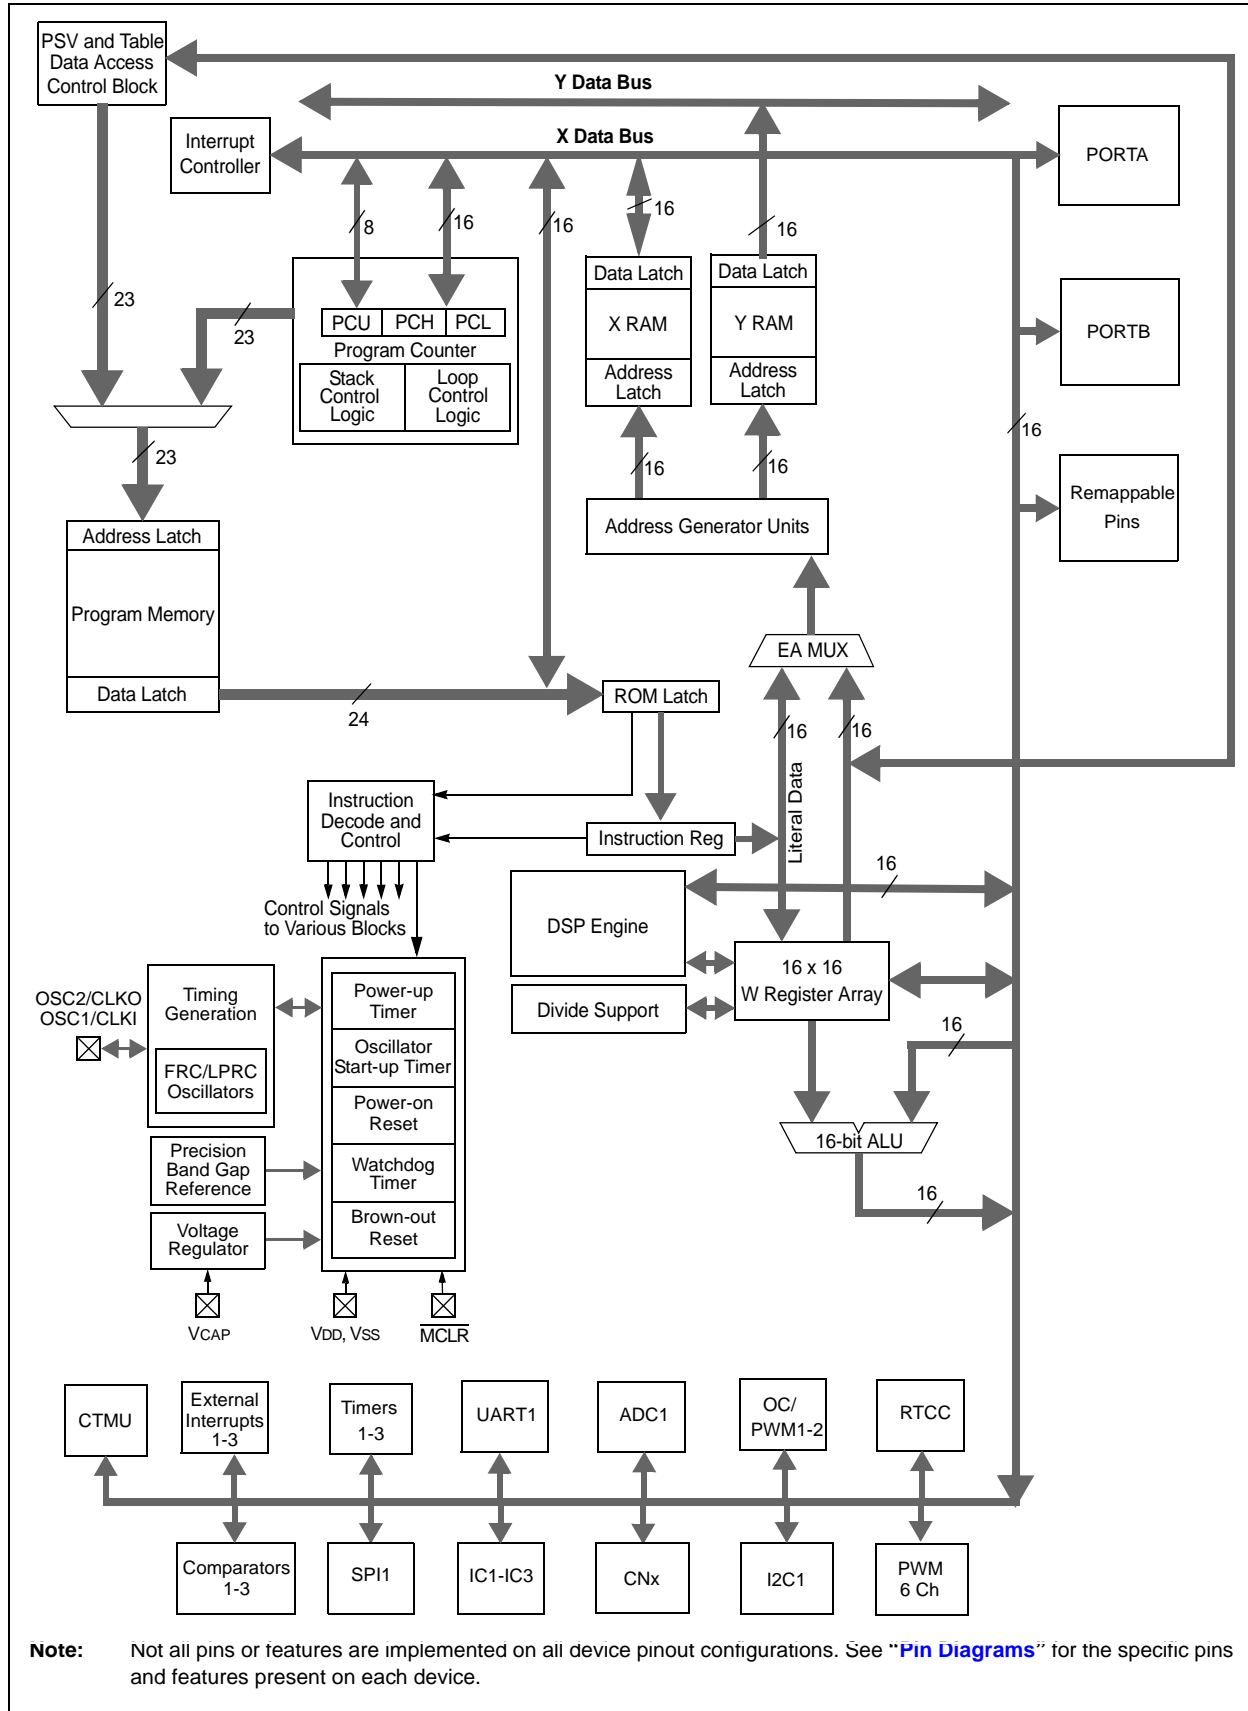 PSV and Table
Data Access
Control Block
Y Data Bus
X Data Bus
Interrupt
Controller
PORTA
8
16
16
16
16
23
23
Data Latch
X RAM
Address
Latch
Data Latch
Y RAM
Address
Latch
PCU
PCH
PCL
Program Counter
Stack
Control
Logic
Loop
Control
Logic
PORTB
16
23
16
16
Remappable
Pins
Address Generator Units
Address Latch
Program Memory
Data Latch
24
EA MUX
ROM Latch
16
16
Literal Data
Instruction
Decode and
Control
Instruction Reg
Control Signals
to Various Blocks
16
DSP Engine
Divide Support
16 x 16
W Register Array
16
OSC2/CLKO
OSC1/CLKI
Timing
Generation
FRC/LPRC
Oscillators
Power-up
Timer
Oscillator
Start-up Timer
Power-on
Reset
Watchdog
Timer
Brown-out
Reset
Precision
Band Gap
Reference
Voltage
Regulator
16-bit ALU
16
VCAP
VDD, VSS
MCLR
CTMU
External
Interrupts
1-3
Timers
1-3
UART1
ADC1
OC/
PWM1-2
RTCC
Comparators
1-3
SPI1
IC1-IC3
CNx
I2C1
PWM
6 Ch
Note: Not all pins or features are implemented on all device pinout configurations. See “Pin Diagrams” for the specific pins
and features present on each device.